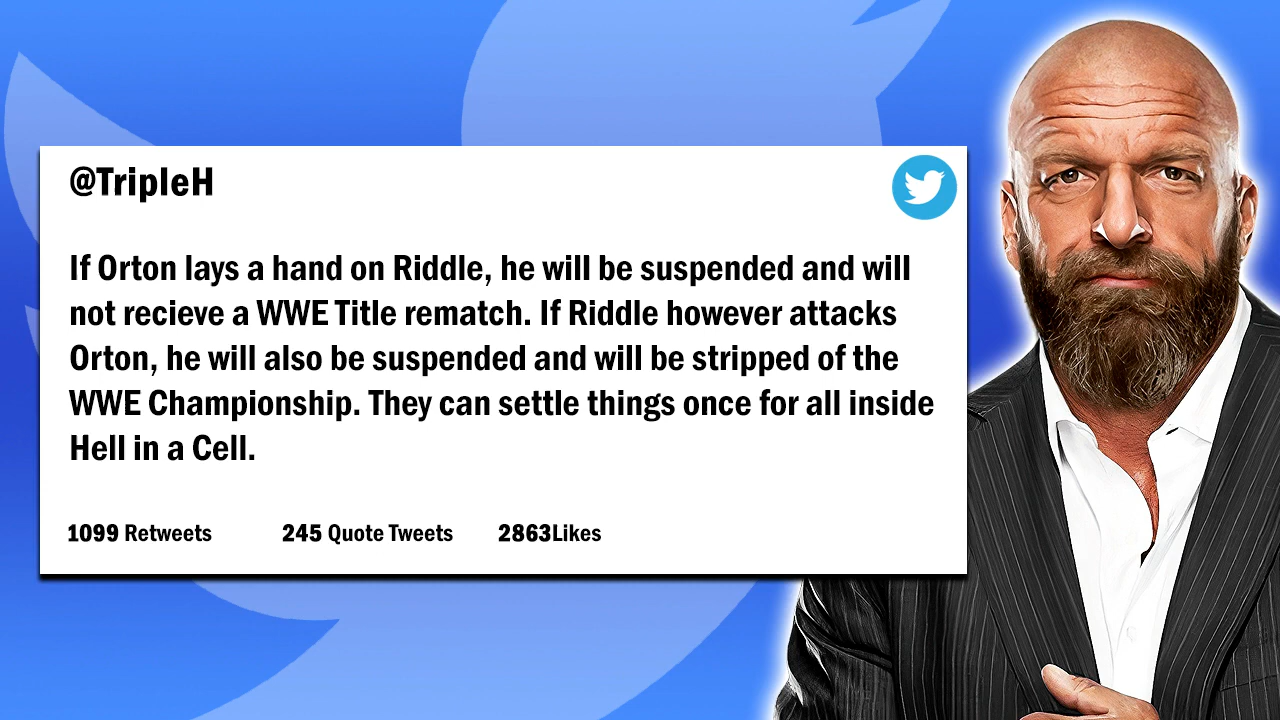 @TripleH
If Orton lays a hand on Riddle, he will be suspended and will
not recieve a WWE Title rematch. If Riddle however attacks
Orton, he will also be suspended and will be stripped of the
WWE Championship. They can settle things once for all inside
Hell in a Cell.
1099 Retweets 245 Quote Tweets 2863Likes